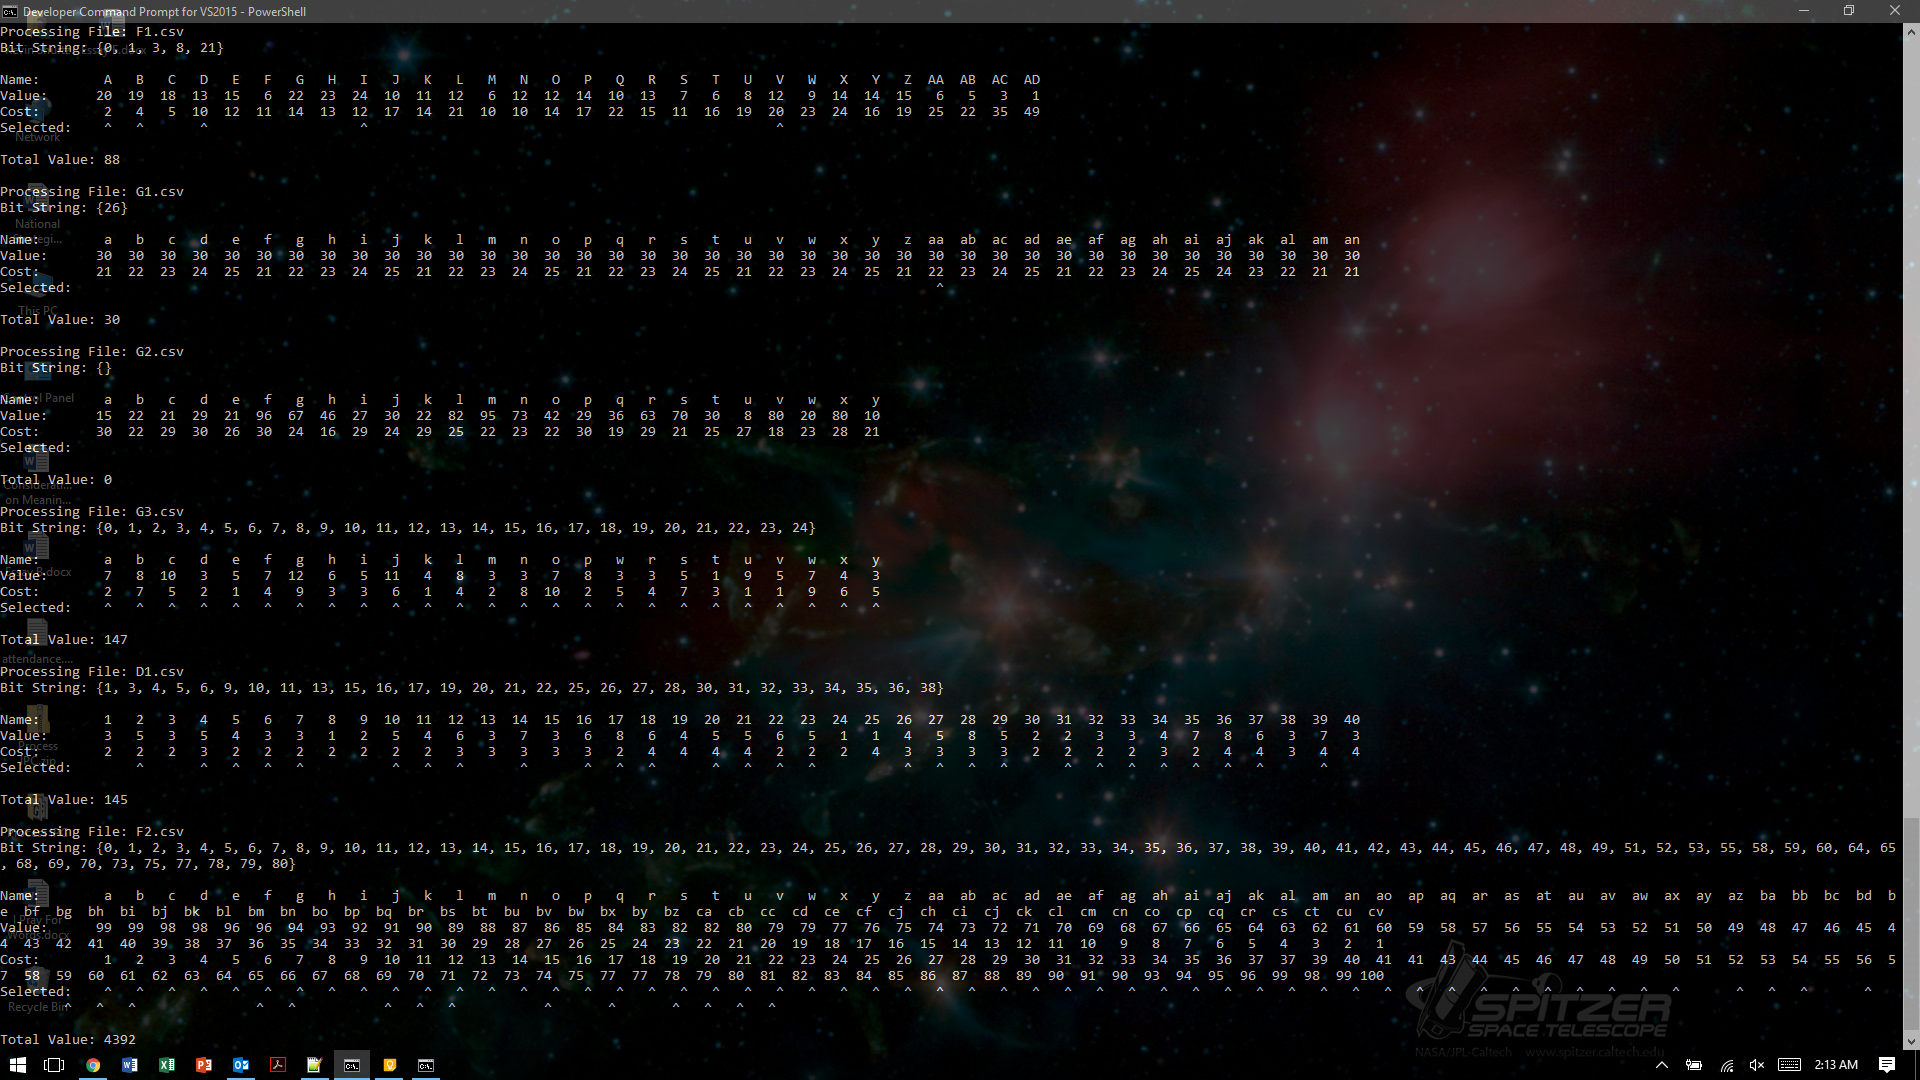 Developer Command Prompt for VS2015 - PowerShell
Processing File: F1.csv
Bit String: {0, 1, 3, 8, 21}
Name: A B C D E F G H I J K L M N O P Q R S T U V W X Y Z AA AB AC AD
Value: 20 19 18 13 15 6 22 23 24 10 11 12 6 12 12 14 10 13 7 6 8 12 9 14 14 15 6 5 3 1
Cost: 2 4 5 10 12 11 14 13 12 17 14 21 10 10 14 17 22 15 11 16 19 20 23 24 16 19 25 22 35 49
Selected: ^ ^ ^ ^ ^
Network
Total Value: 88
Processing File: G1.csv
Bit String: {26}
National
Name: a b c d e f g h i j k l m n o p q r s t u v w x y z aa ab ac ad ae af ag ah ai aj ak al am an
Value: 30 30 30 30 30 30 30 30 30 30 30 30 30 30 30 30 30 30 30 30 30 30 30 30 30 30 30 30 30 30 30 30 30 30 30 30 30 30 30 30
Cost: 21 22 23 24 25 21 22 23 24 25 21 22 23 24 25 21 22 23 24 25 21 22 23 24 25 21 22 23 24 25 21 22 23 24 25 24 23 22 21 21
Selected: ^
This PC
Total Value: 30
Processing File: G2.csv
Bit String: {}
Name: a b c d e f g h i j k l m n o p q r s t u v w x y
Value: 15 22 21 29 21 96 67 46 27 30 22 82 95 73 42 29 36 63 70 30 8 80 20 80 10
Cost: 30 22 29 30 26 30 24 16 29 24 29 25 22 23 22 30 19 29 21 25 27 18 23 28 21
Selected:
Total Value: 0
on Meanin...
Processing File: G3.csv
Bit String: {0, 1, 2, 3, 4, 5, 6, 7, 8, 9, 10, 11, 12, 13, 14, 15, 16, 17, 18, 19, 20, 21, 22, 23, 24}
Name: a b c d e f g h i j k l m n o p w r s t u v w x y
Value: 7 8 10 3 5 7 12 6 5 11 4 8 3 3 7 8 3 3 5 1 9 5 7 4 3
Cost: 2 7 5 2 1 4 9 3 3 6 1 4 2 8 10 2 5 4 7 3 1 1 9 6 5
Selected: ^ ^ ^ ^ ^ ^ ^ ^ ^ ^ ^ ^ ^ ^ ^ ^ ^ ^ ^ ^ ^ ^ ^ ^ ^
Total Value: 147
attendance....
Processing File: D1.csv
Bit String: {1, 3, 4, 5, 6, 9, 10, 11, 13, 15, 16, 17, 19, 20, 21, 22, 25, 26, 27, 28, 30, 31, 32, 33, 34, 35, 36, 38}
Name: 1 2 3 4 5 6 7 8 9 10 11 12 13 14 15 16 17 18 19 20 21 22 23 24 25 26 27 28 29 30 31 32 33 34 35 36 37 38 39 40
Value: 3 5 3 5 4 3 3 1 2 5 4 6 3 7 3 6 8 6 4 5 5 6 5 1 1 4 5 8 5 2 2 3 3 4 7 8 6 3 7 3
Cost: 2 2 2 3 2 2 2 2 2 2 2 3 3 3 3 3 2 4 4 4 4 2 2 2 4 3 3 3 3 2 2 2 2 3 2 4 4 3 4 4
Selected: ^ ^ ^ ^ ^ ^ ^ ^ ^ ^ ^ ^ ^ ^ ^ ^ ^ ^ ^ ^ ^ ^ ^ ^ ^
Total Value: 145
Processing File: F2.csv
Bit String: {0, 1, 2, 3, 4, 5, 6, 7, 8, 9, 10, 11, 12, 13, 14, 15, 16, 17, 18, 19, 20, 21, 22, 23, 24, 25, 26, 27, 28, 29, 30, 31, 32, 33, 34, 35, 36, 37, 38, 39, 40, 41, 42, 43, 44, 45, 46, 47, 48, 49, 51, 52, 53, 55, 58, 59, 60, 64, 65
, 68, 69, 70, 73, 75, 77, 78, 79, 80}
Name: a b c d e f g h i j k l m n o p q r s t u v w x y z aa ab ac ad ae af ag ah ai aj ak al am an ao ap aq ar as at au av aw ax ay az ba bb bc bd b
e bf bg bh bi bj bk bl bm bn bo bp bq br bs bt bu bv bw bx by bz ca cb cc cd ce cf cj ch ci cj ck cl cm cn co cp cq cr cs ct cu cv
Value: 99 99 98 98 96 96 94 93 92 91 90 89 88 87 86 85 84 83 82 82 80 79 79 77 76 75 74 73 72 71 70 69 68 67 66 65 64 63 62 61 60 59 58 57 56 55 54 53 52 51 50 49 48 47 46 45 4
4 43 42 41 40 39 38 37 36 35 34 33 32 31 30 29 28 27 26 25 24 23 22 21 20 19 18 17 16 15 14 13 12 11 10 9 8 7 6 5 4 3 2 1
Cost: 1 2 3 4 5 6 7 8 9 10 11 12 13 14 15 16 17 18 19 20 21 22 23 24 25 26 27 28 29 30 31 32 33 34 35 36 37 37 39 40 41 41 43 44 45 46 47 48 49 50 51 52 53 54 55 56 5
7 58 59 60 61 62 63 64 65 66 67 68 69 70 71 72 73 74 75 77 77 78 79 80 81 82 83 84 85 86 87 88 89 90 91 90 93 94 95 96 99 98 99 100
Selected: ^ ^ ^ ^ ^ ^ ^ ^ ^ ^ ^ ^ ^ ^ ^ ^ ^ ^ ^ ^ ^ ^ ^ ^ ^ ^ ^ ^ ^ ^ ^ ^ ^ ^ ^ ^ ^ ^ ^ ^ ^ ^ ^ ^ ^ ^ ^ ^ ^ ^ ^ ^ ^ ^
^ ^ ^ ^ ^ ^ ^ ^ ^ ^ ^ ^ ^ ^
Recycle Bin
Total Value: 4392
SPITZER
SPACE TELESCOPE
NASA/JPL-Caltech www.spitzer.caltech.edu
2:13 AM